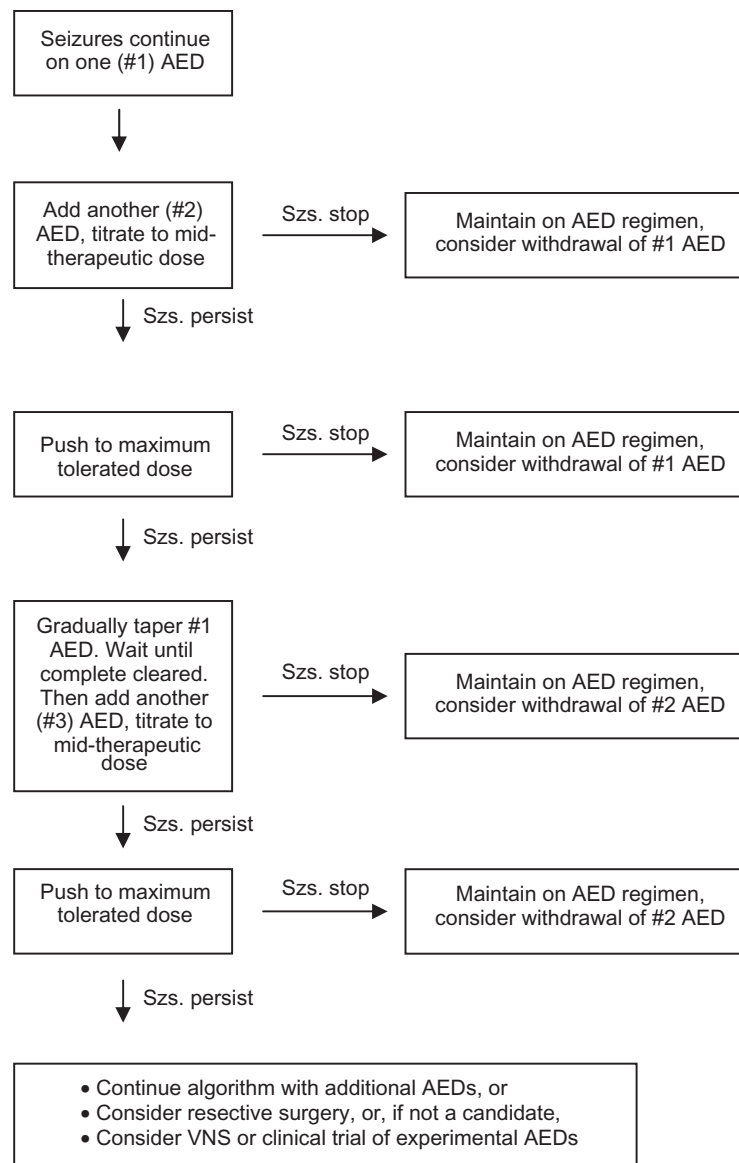 Seizures continue
on one (#1) AED
Add another (#2)
AED, titrate to mid-
therapeutic dose
Szs. stop
Maintain on AED regimen,
consider withdrawal of #1 AED
Szs. persist
Push to maximum
tolerated dose
Szs. stop
Maintain on AED regimen,
consider withdrawal of #1 AED
Szs. persist
Gradually taper #1
AED. Wait until
complete cleared.
Then add another
(#3) AED, titrate to
mid-therapeutic
dose
Szs. stop
Maintain on AED regimen,
consider withdrawal of #2 AED
Szs. persist
Push to maximum
tolerated dose
Szs. stop
Maintain on AED regimen,
consider withdrawal of #2 AED
Szs. persist
• Continue algorithm with additional AEDs, or
• Consider resective surgery, or, if not a candidate,
• Consider VNS or clinical trial of experimental AEDs